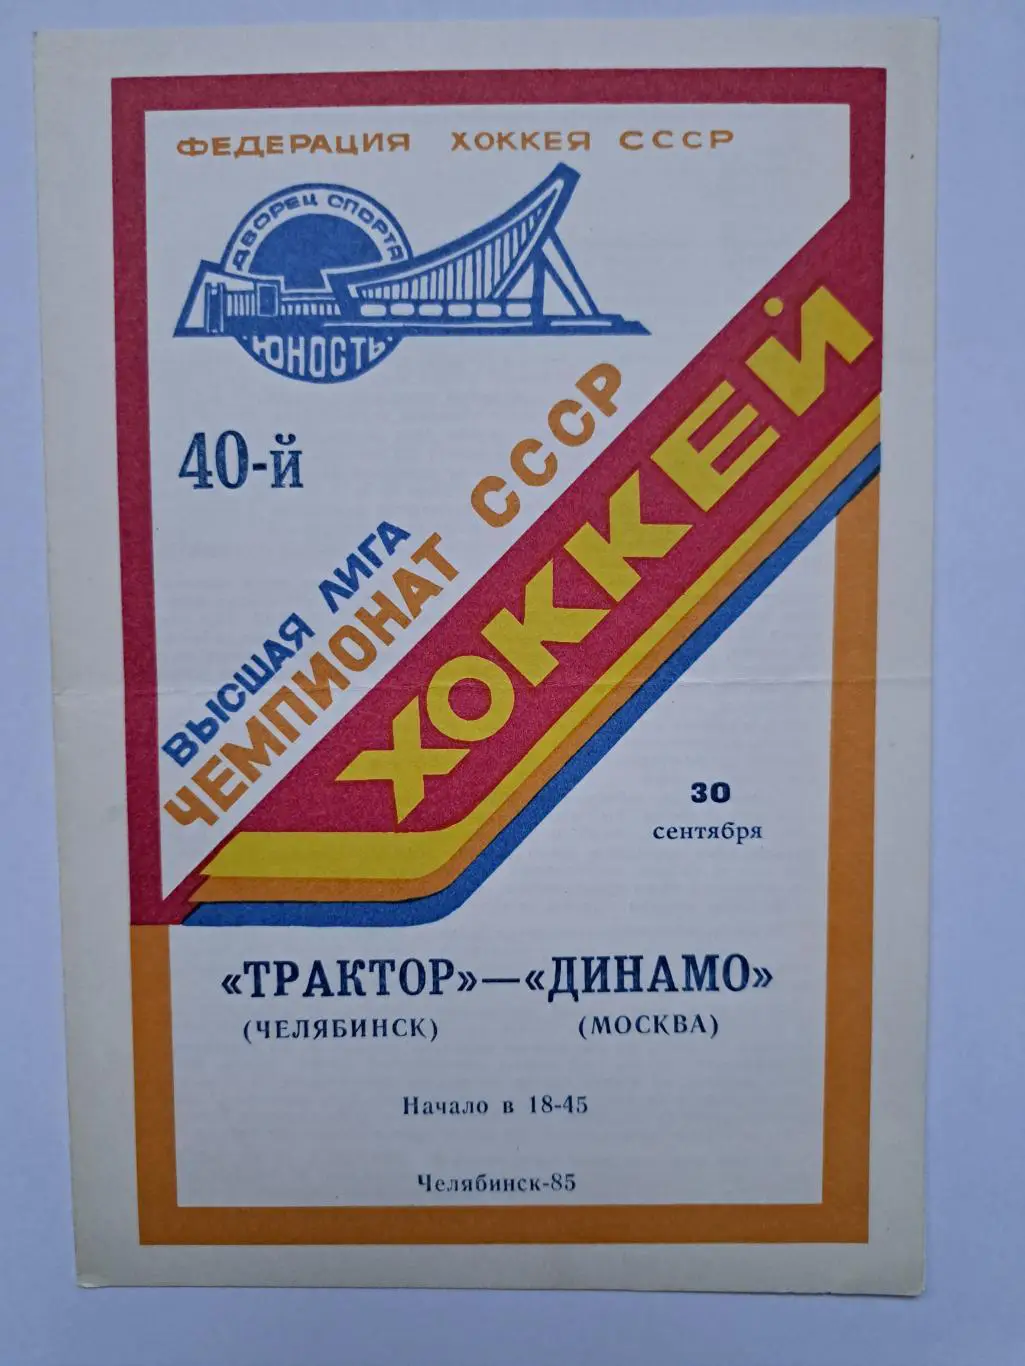 ФЕДЕРАЦИЯ ХОККЕЯ СССР
ДВОРЕЦ СПОРТА
"ЮНОСТЬ"
40-й
ВЫСШАЯ ЛИГА
ЧЕМПИОНАТ СССР
ХОККЕЙ
30
сентября
«ТРАКТОР»—«ДИНАМО»
(ЧЕЛЯБИНСК) (МОСКВА)
Начало в 18-45
Челябинск-85